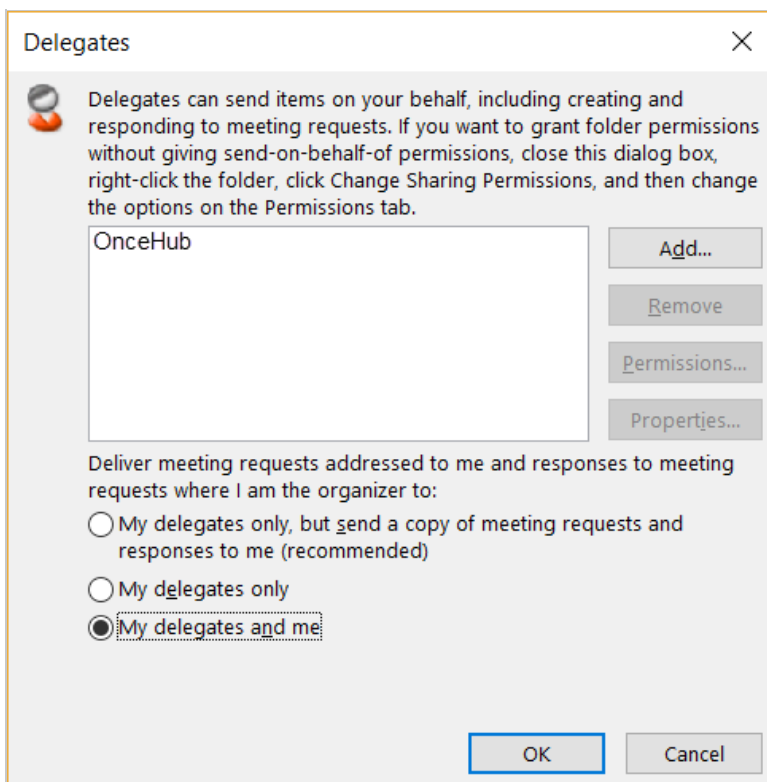 Delegates
Delegates can send items on your behalf, including creating and
responding to meeting requests. If you want to grant folder permissions
without giving send-on-behalf-of permissions, close this dialog box,
right-click the folder, click Change Sharing Permissions, and then change
the options on the Permissions tab.
OnceHub
Add...
Remove
Permissions...
Properties...
Deliver meeting requests addressed to me and responses to meeting
requests where I am the organizer to:
My delegates only, but send a copy of meeting requests and
responses to me (recommended)
My delegates only
My delegates and me
OK
Cancel